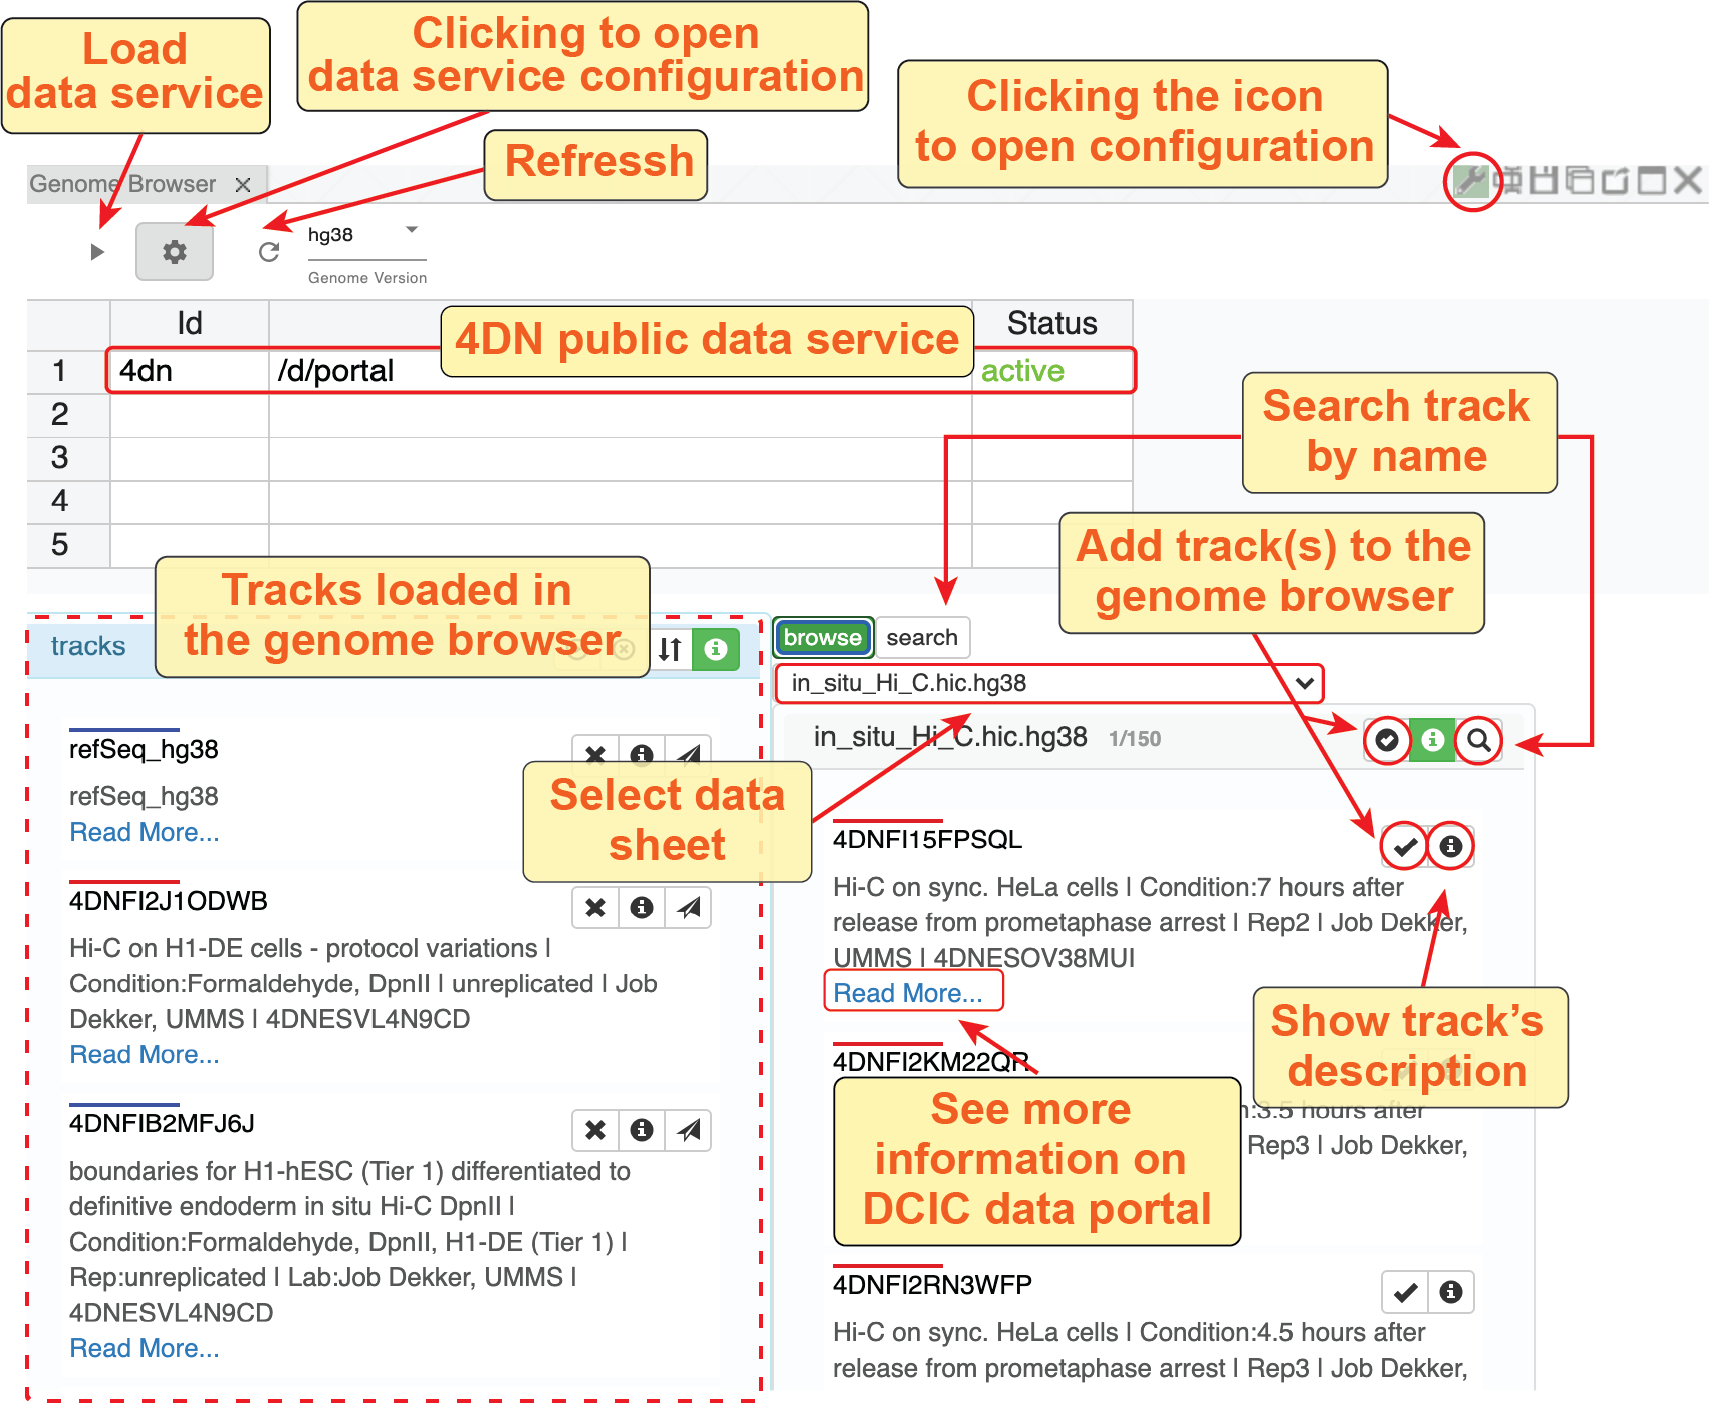 Load
data service
Clicking to open
data service configuration
Refressh
Clicking the icon
to open configuration
Genome Browser
hg38
Genome Version
Id
Status
4DN public data service
1
4dn
/d/portal
active
2
3
4
5
Search track
by name
Add track(s) to the
genome browser
Tracks loaded in
the genome browser
tracks
browse
search
in_situ_Hi_C.hic.hg38
in_situ_Hi_C.hic.hg38 1/150
Select data
sheet
refSeq_hg38
refSeq_hg38
Read More...
4DNFI2J1ODWB
Hi-C on H1-DE cells - protocol variations |
Condition:Formaldehyde, DpnII | unreplicated | Job
Dekker, UMMS | 4DNESVL4N9CD
Read More...
4DNFIB2MFJ6J
boundaries for H1-hESC (Tier 1) differentiated to
definitive endoderm in situ Hi-C DpnII |
Condition:Formaldehyde, DpnII, H1-DE (Tier 1) |
Rep:unreplicated | Lab:Job Dekker, UMMS |
4DNESVL4N9CD
Read More...
4DNFI15FPSQL
Hi-C on sync. HeLa cells | Condition:7 hours after
release from prometaphase arrest | Rep2 | Job Dekker,
UMMS | 4DNESOV38MUI
Read More...
Show track’s
description
4DNFI2KM22QR
n:3.5 hours after
Rep3 | Job Dekker,
See more
information on
DCIC data portal
4DNFI2RN3WFP
Hi-C on sync. HeLa cells | Condition:4.5 hours after
release from prometaphase arrest | Rep3 | Job Dekker,